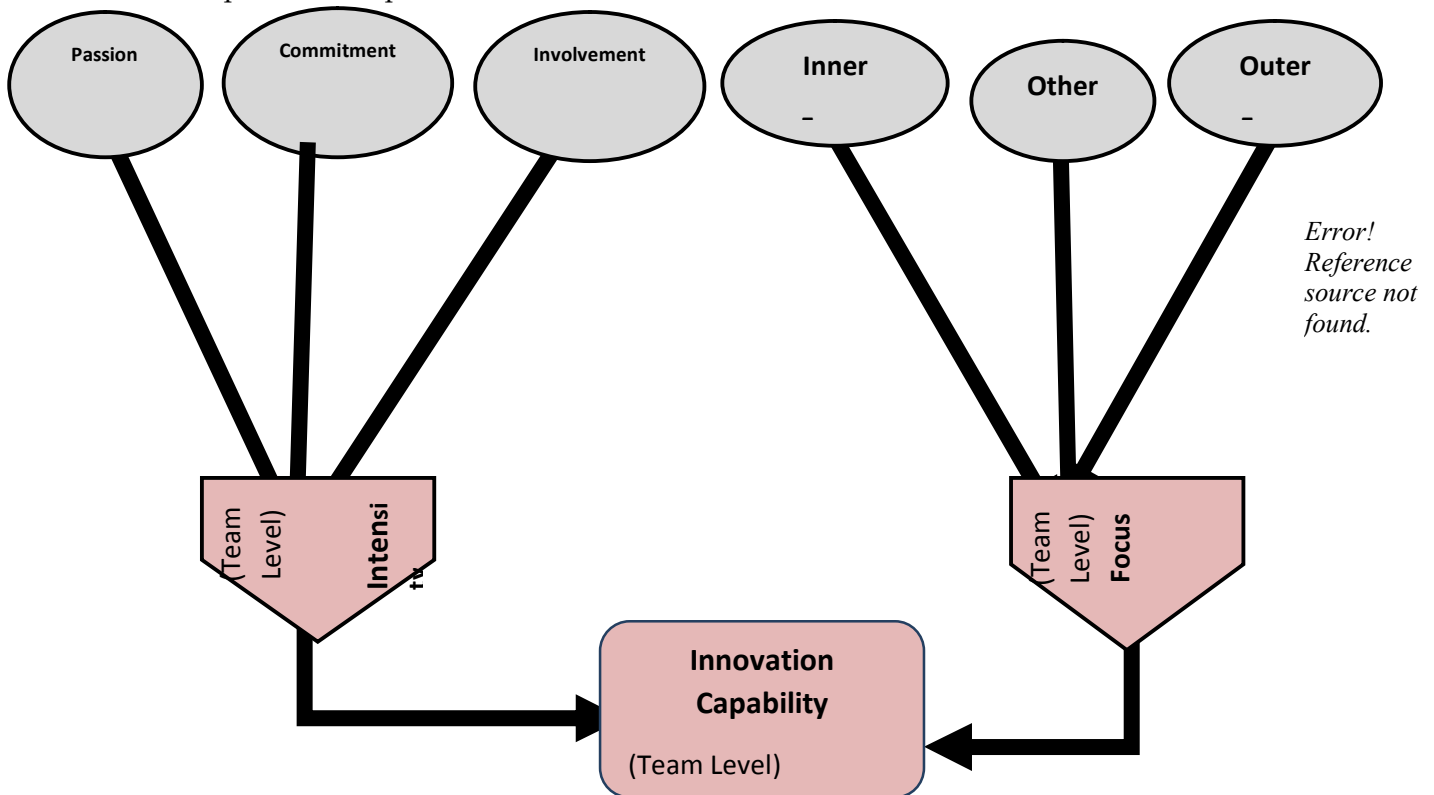 Passion
Commitment
Involvement
Inner
–
Other
Outer
–
Error!
Reference
source not
found.
(Team
Level)
Intensi
ty
(Team
Level)
Focus
Innovation
Capability
(Team Level)